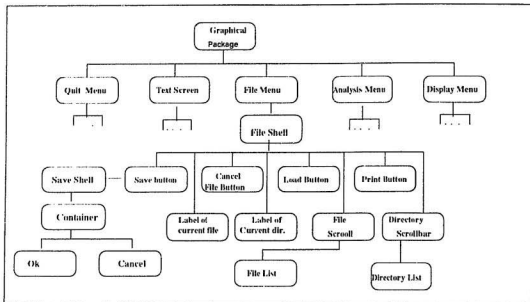 Graphical
Package
Quit Menu
Text Screen
File Menu
Analysis Menu
Display Menu
File Shell
Save Shell
Save button
Cancel
File Button
Load Button
Print Button
Container
Label of
current file
Label of
Current dir.
File
Scrooll
Directory
Scrollbar
Ok
Cancel
File List
Directory List